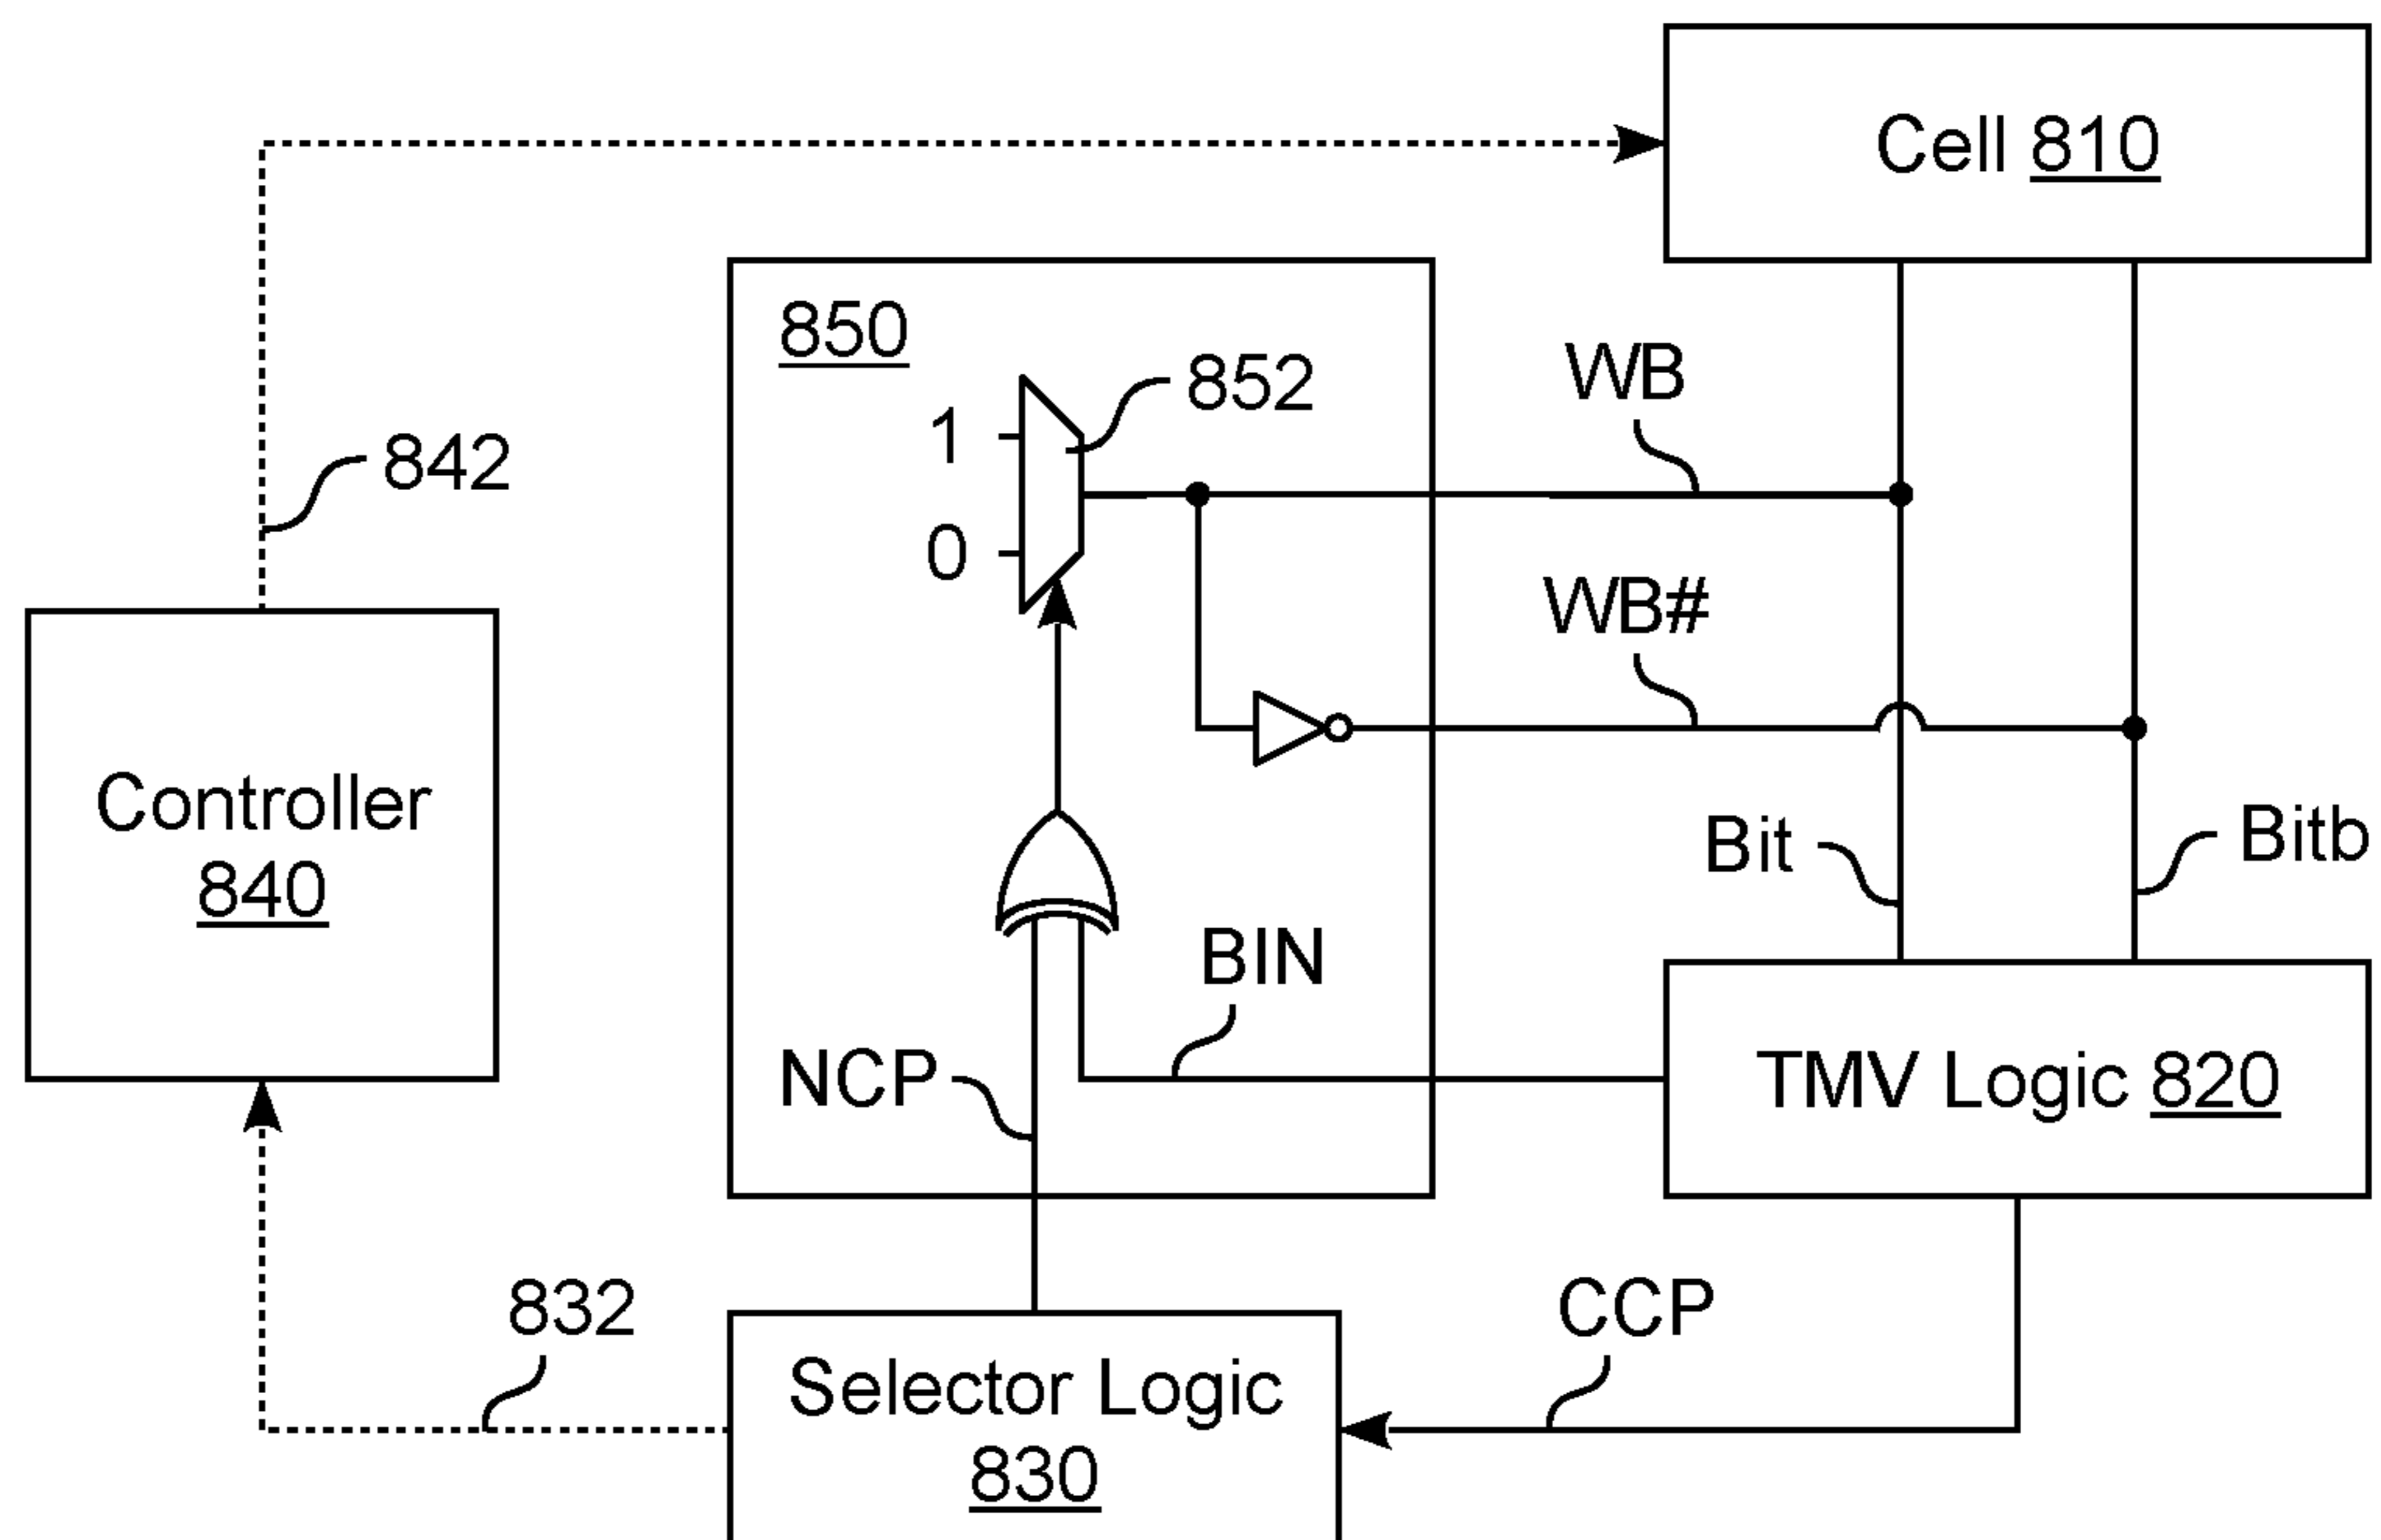 Cell 810
850
852
1
0
WB
842
WB#
Controller
840
Bit
Bitb
BIN
NCP
TMV Logic 820
832
CCP
Selector Logic
830